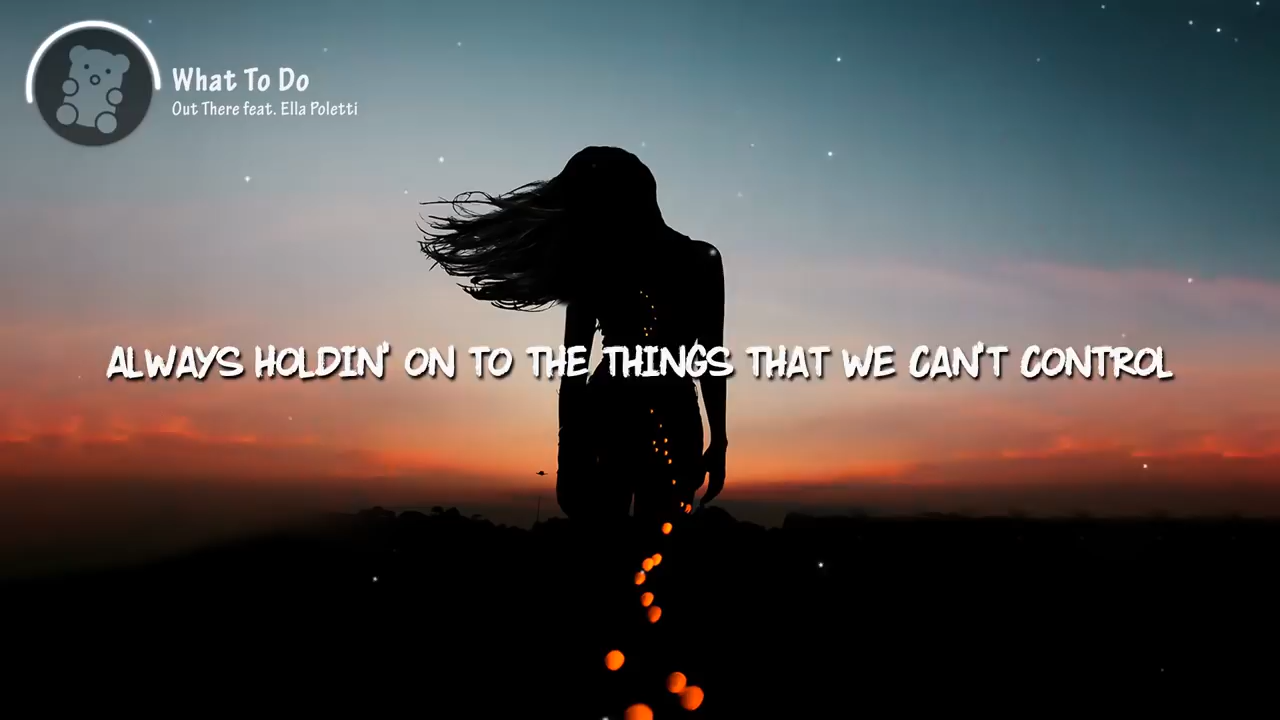 What To Do
Out There feat. Ella Poletti
ALWAYS HOLDIN' ON TO THE THINGS THAT WE CAN'T CONTROL